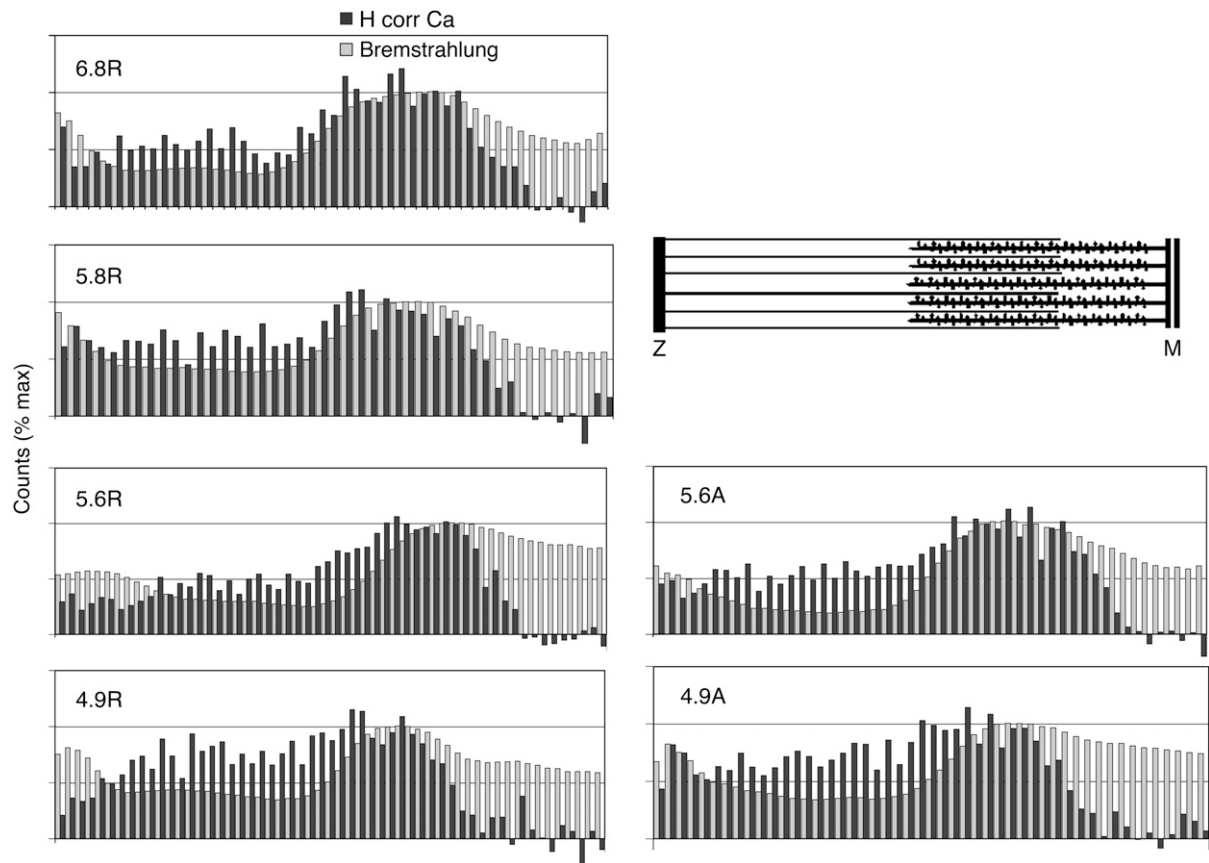 H corr Ca
Bremstrahlung
6.8R
5.8R
Z
M
Counts (% max)
5.6R
5.6A
4.9R
4.9A